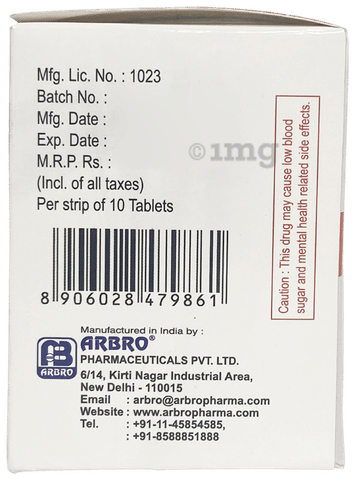 Mfg. Lic. No. : 1023
Batch No. :
Mfg. Date :
Exp. Date :
M.R.P. Rs. :
(Incl. of all taxes)
Per strip of 10 Tablets
©1mg
Caution : This drug may cause low blood
sugar and mental health related side effects.
8 906028 479861
Manufactured in India by :
ARBRO®
PHARMACEUTICALS PVT. LTD.
ARBRO
6/14, Kirti Nagar Industrial Area,
New Delhi - 110015
Email : arbro@arbropharma.com
Website : www.arbropharma.com
Tel. : +91-11-45854585,
: +91-8588851888